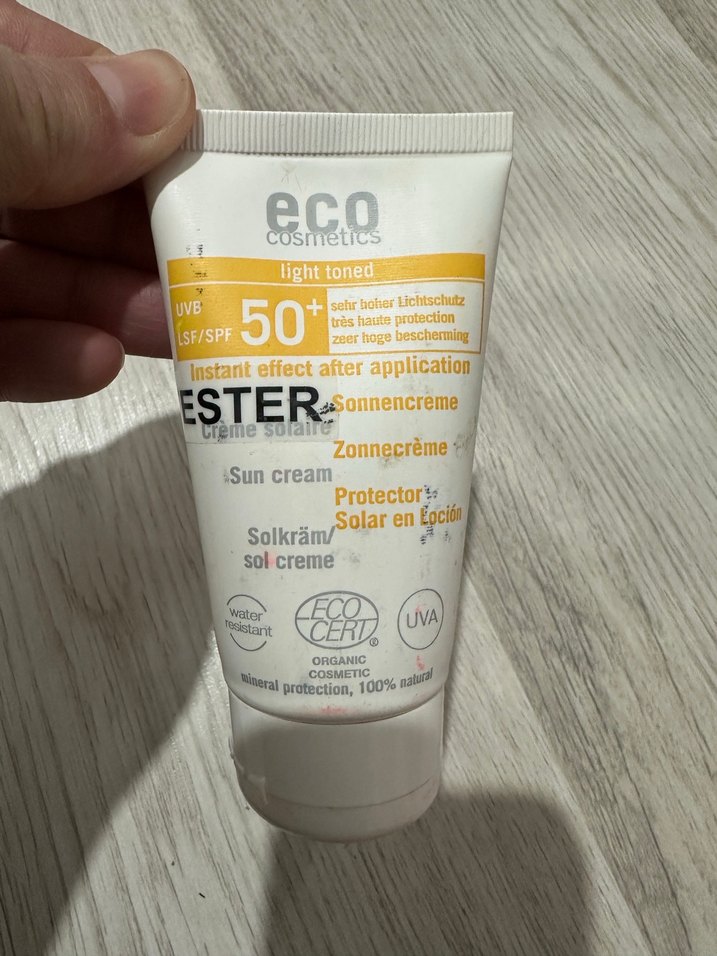 eco
cosmetics
light toned
UVB
LSF/SPF 50+
sehr hoher Lichtschutz
très haute protection
zeer hoge bescherming
Instant effect after application
ESTER
Sonnencreme
Crème solaire
Zonnecrème
Sun cream
Protector
Solar en Loción
Solkräm/
sol creme
water
resistant
ECO
CERT®
ORGANIC
COSMETIC
UVA
mineral protection, 100% natural